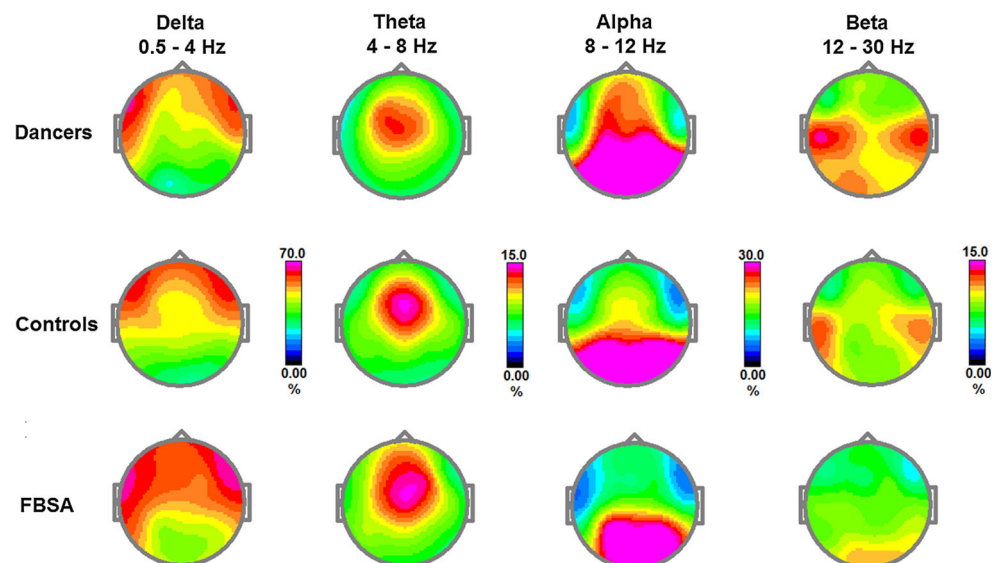 Delta
0.5 - 4 Hz
Theta
4 - 8 Hz
Alpha
8 - 12 Hz
Beta
12 - 30 Hz
Dancers
Controls
70.0
0.00
%
15.0
0.00
%
30.0
0.00
%
15.0
0.00
%
FBSA